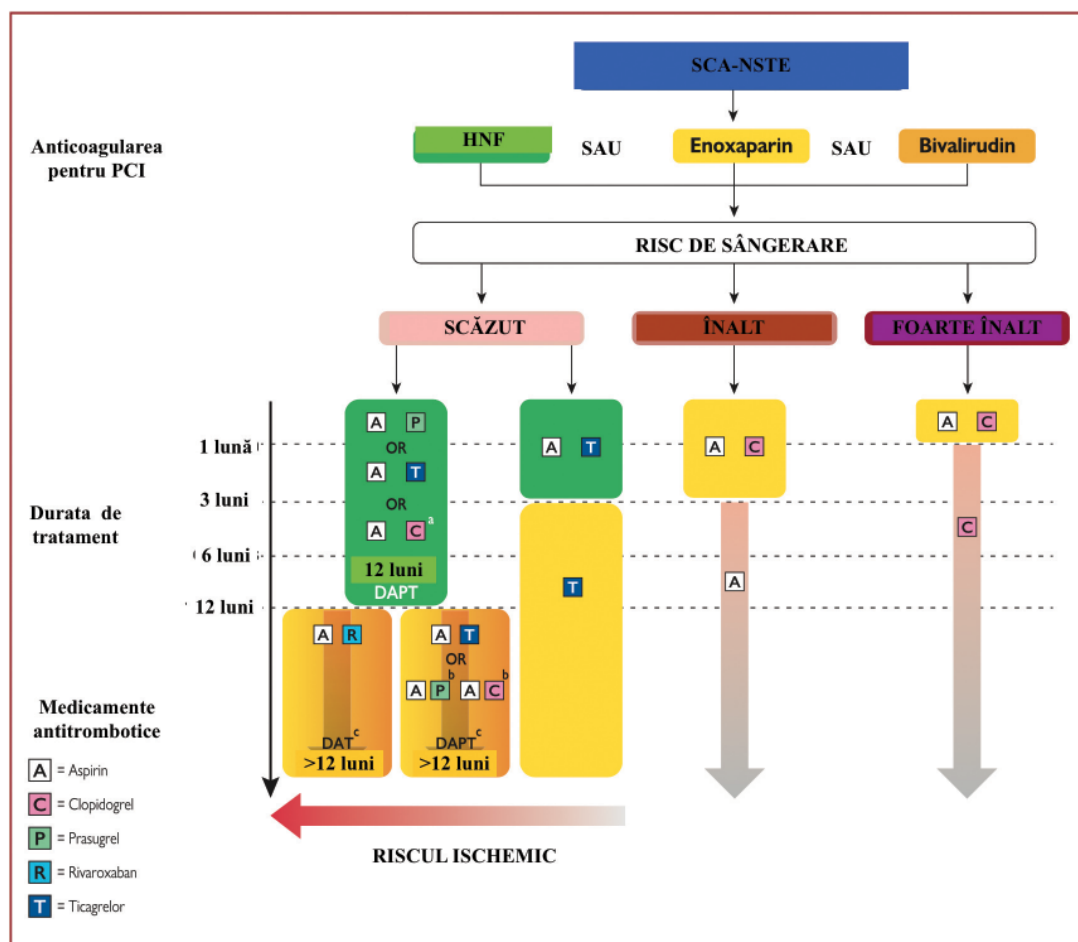 SCA-NSTE
Anticoagularea
pentru PCI
HNF SAU Enoxaparin SAU Bivalirudin
RISC DE SÂNGERARE
SCĂZUT ÎNALT FOARTE ÎNALT
Durata de
tratament
1 lună
3 luni
6 luni
12 luni
A P
OR
A T
OR
A C a
12 luni
DAPT
A T
T
A C
A
A C
C
A R
DAT c
>12 luni
A T
OR
A P b A C b
DAPT c
>12 luni
RISCUL ISCHEMIC
Medicamente
antitrombotice
A = Aspirin
C = Clopidogrel
P = Prasugrel
R = Rivaroxaban
T = Ticagrelor